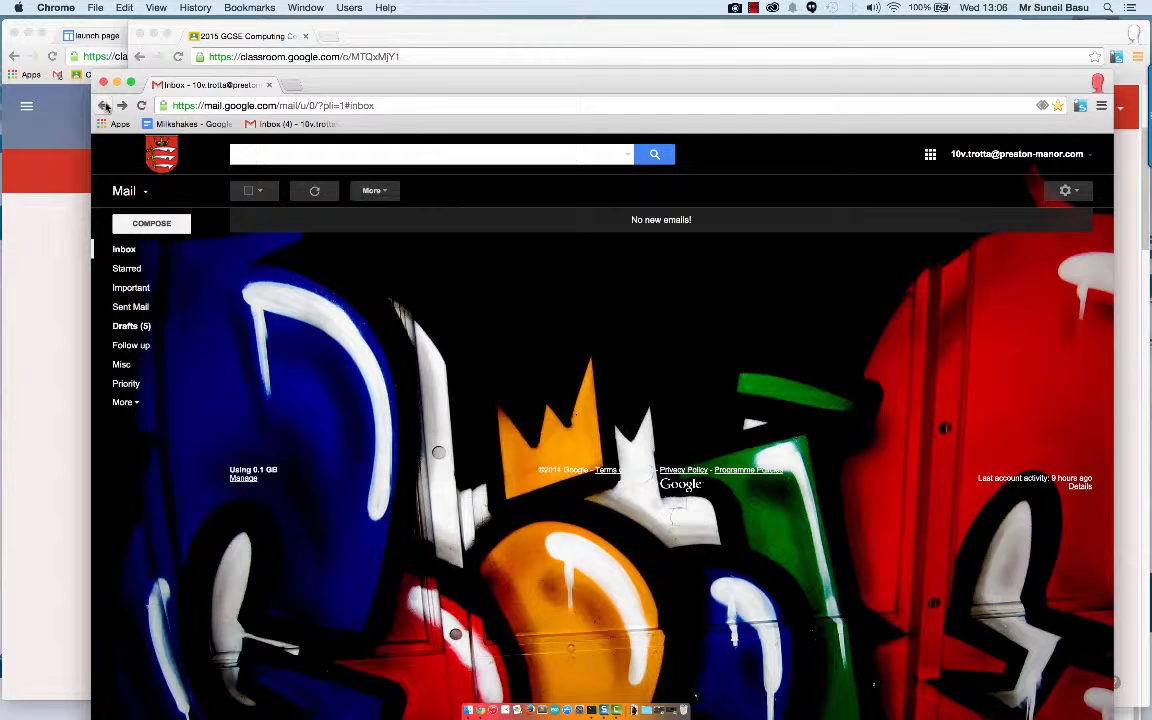 Chrome File Edit View History Bookmarks Window Users Help 100% Wed 13:06 Mr Suneil Basu
launch page 2015 GCSE Computing Co
https://cla https://classroom.google.com/c/MTQxMjY1
Apps C
Inbox - 10v.trotta@preston-
https://mail.google.com/mail/u/0/?pli=1#inbox
Apps Milkshakes - Google Inbox (4) - 10v.trotta
10v.trotta@preston-manor.com
Mail More
COMPOSE No new emails!
Inbox
Starred
Important
Sent Mail
Drafts (5)
Follow up
Misc
Priority
More
Using 0.1 GB ©2014 Google - Terms - Privacy Policy - Programme Policies
Manage Google Last account activity: 9 hours ago
Details